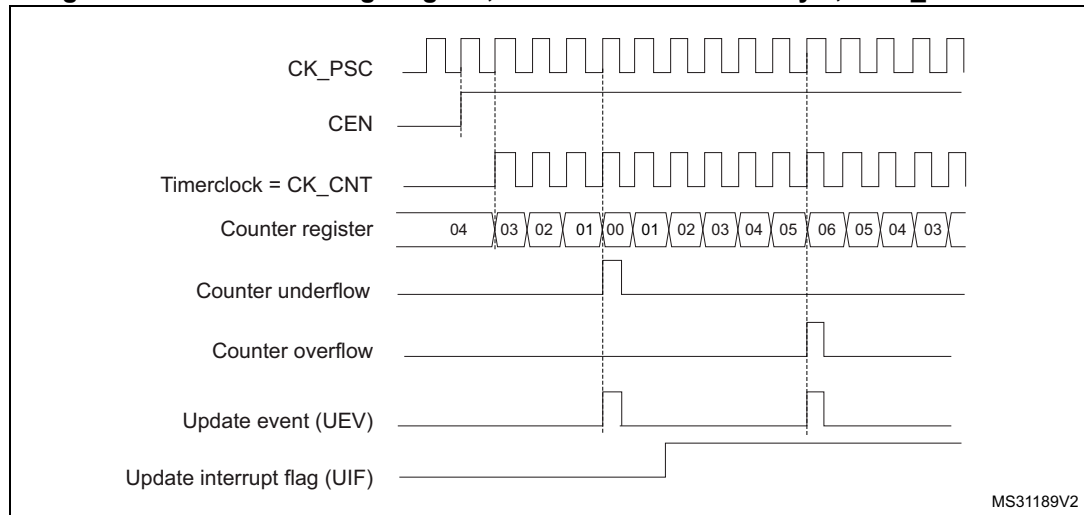 CK_PSC
CEN
Timerclock = CK_CNT
Counter register 04 03 02 01 00 01 02 03 04 05 06 05 04 03
Counter underflow
Counter overflow
Update event (UEV)
Update interrupt flag (UIF)
MS31189V2